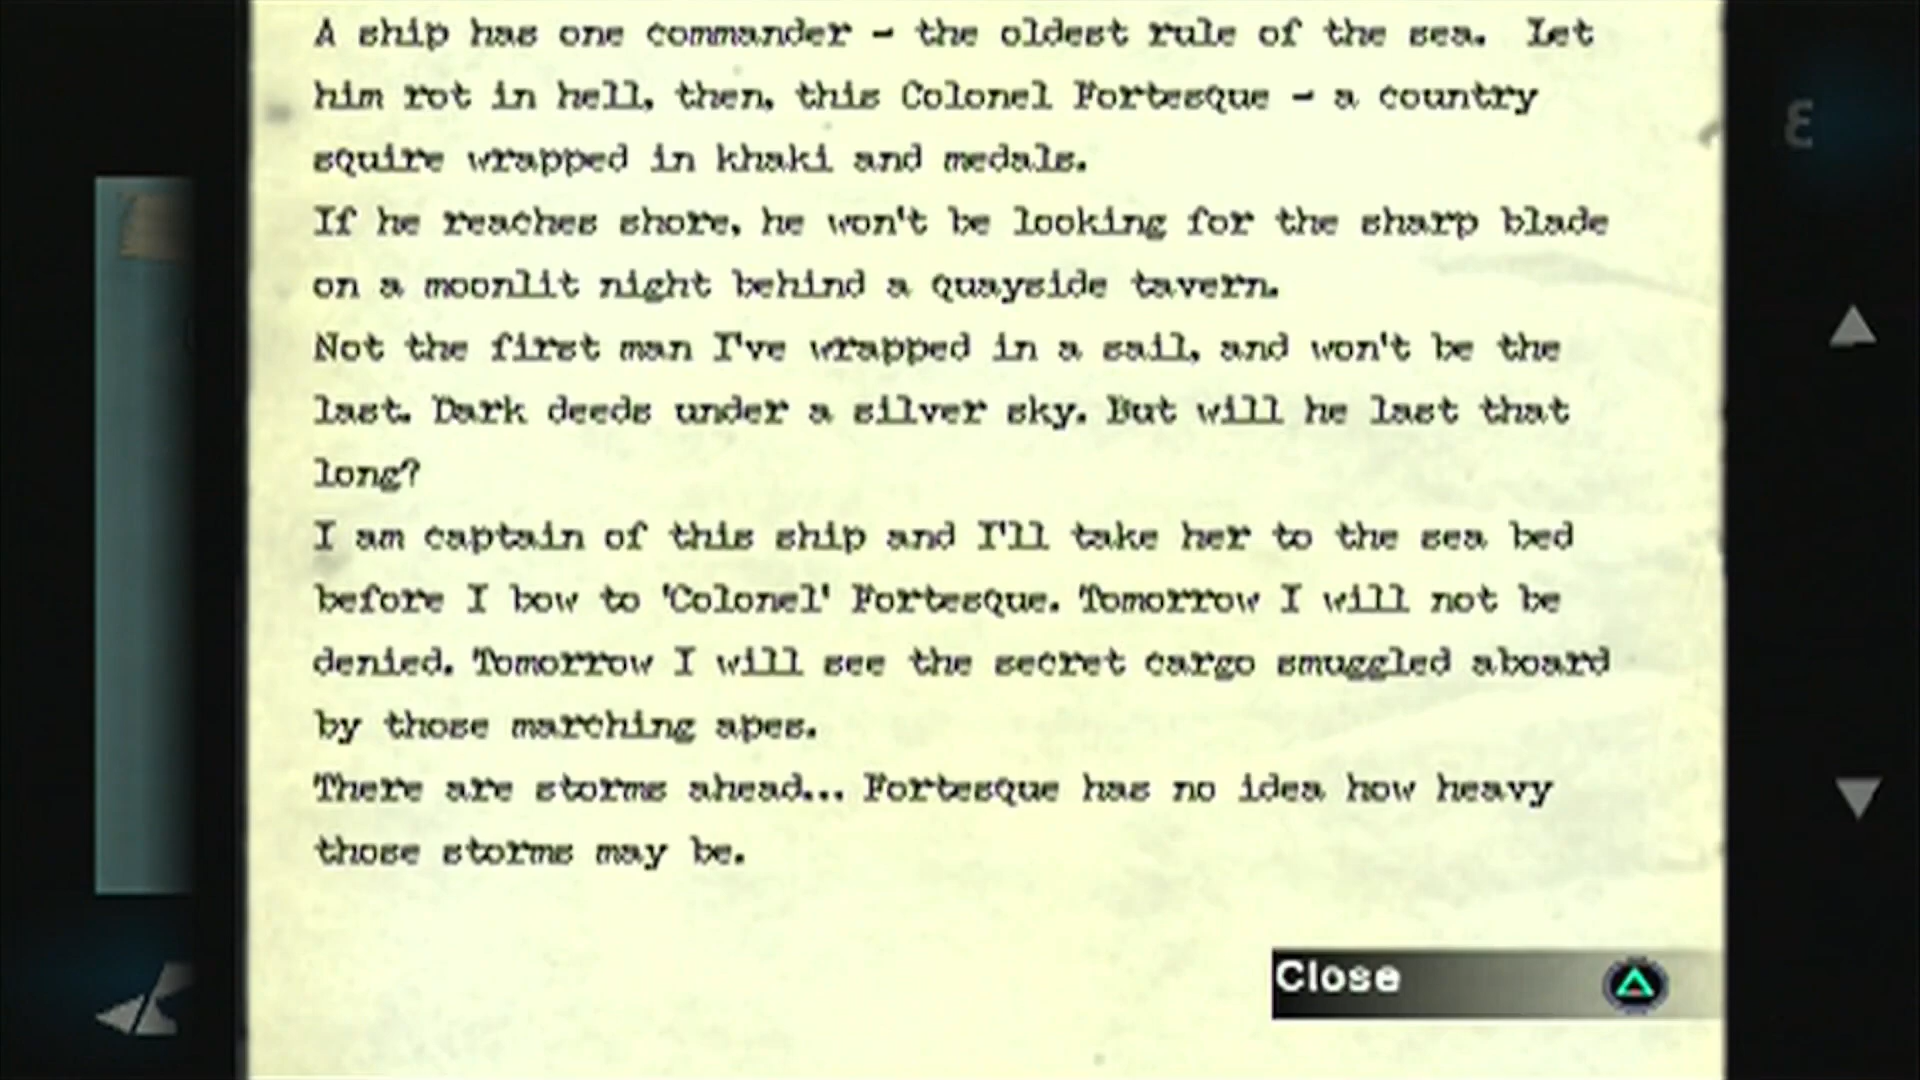 A ship has one commander - the oldest rule of the sea. Let
him rot in hell, then, this Colonel Fortesque - a country
squire wrapped in khaki and medals.
If he reaches shore, he won't be looking for the sharp blade
on a moonlit night behind a quayside tavern.
Not the first man I've wrapped in a sail, and won't be the
last. Dark deeds under a silver sky. But will he last that
long?
I am captain of this ship and I'll take her to the sea bed
before I bow to 'Colonel' Fortesque. Tomorrow I will not be
denied. Tomorrow I will see the secret cargo smuggled aboard
by those marching apes.
There are storms ahead... Fortesque has no idea how heavy
those storms may be.
Close